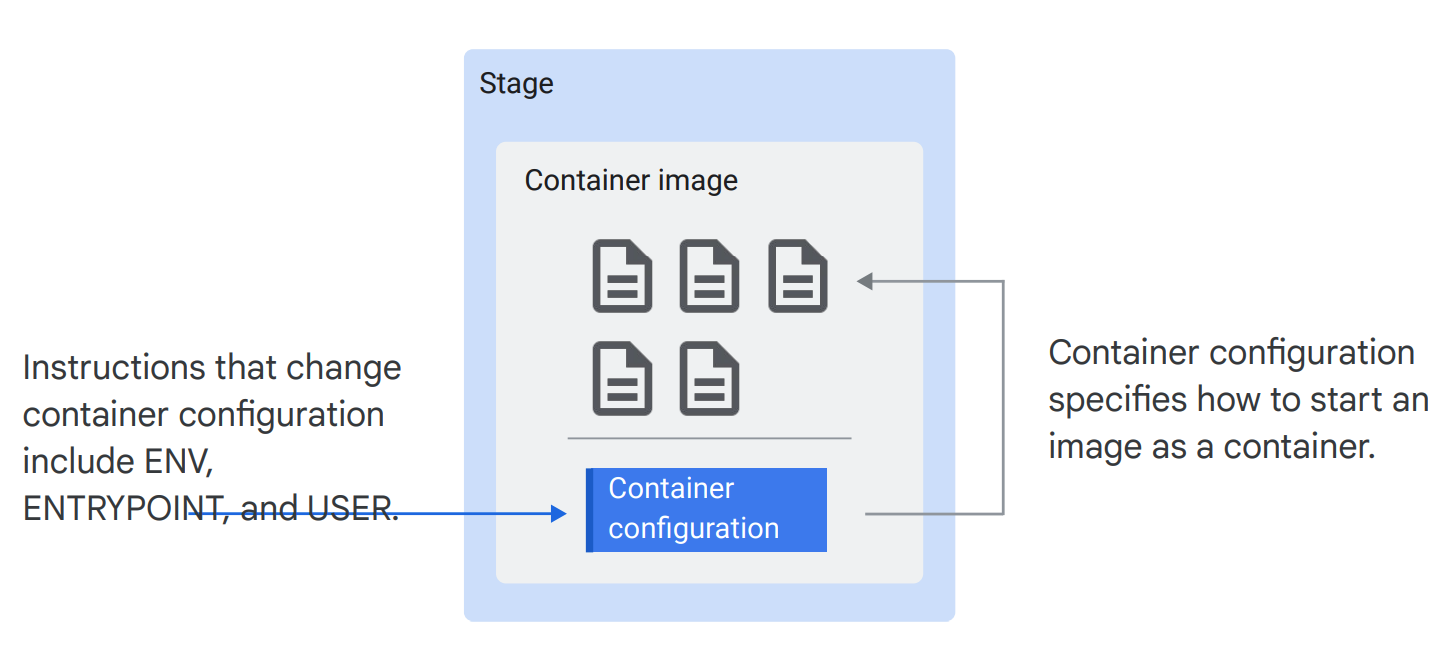 Stage
Container image
Instructions that change
container configuration
include ENV,
ENTRYPOINT, and USER.
Container
configuration
Container configuration
specifies how to start an
image as a container.